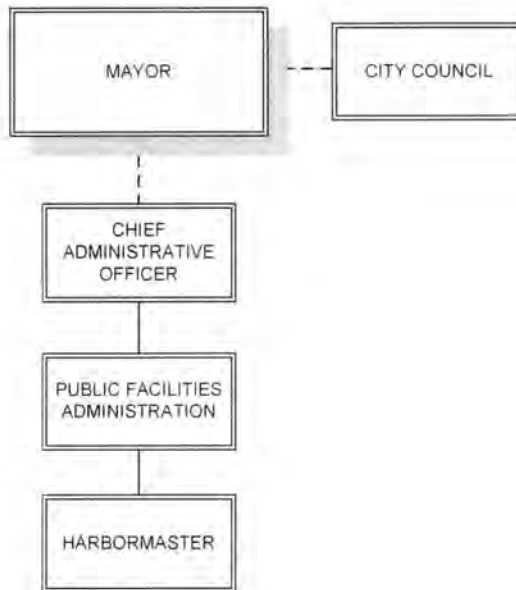 MAYOR
CITY COUNCIL
CHIEF
ADMINISTRATIVE
OFFICER
PUBLIC FACILITIES
ADMINISTRATION
HARBORMASTER